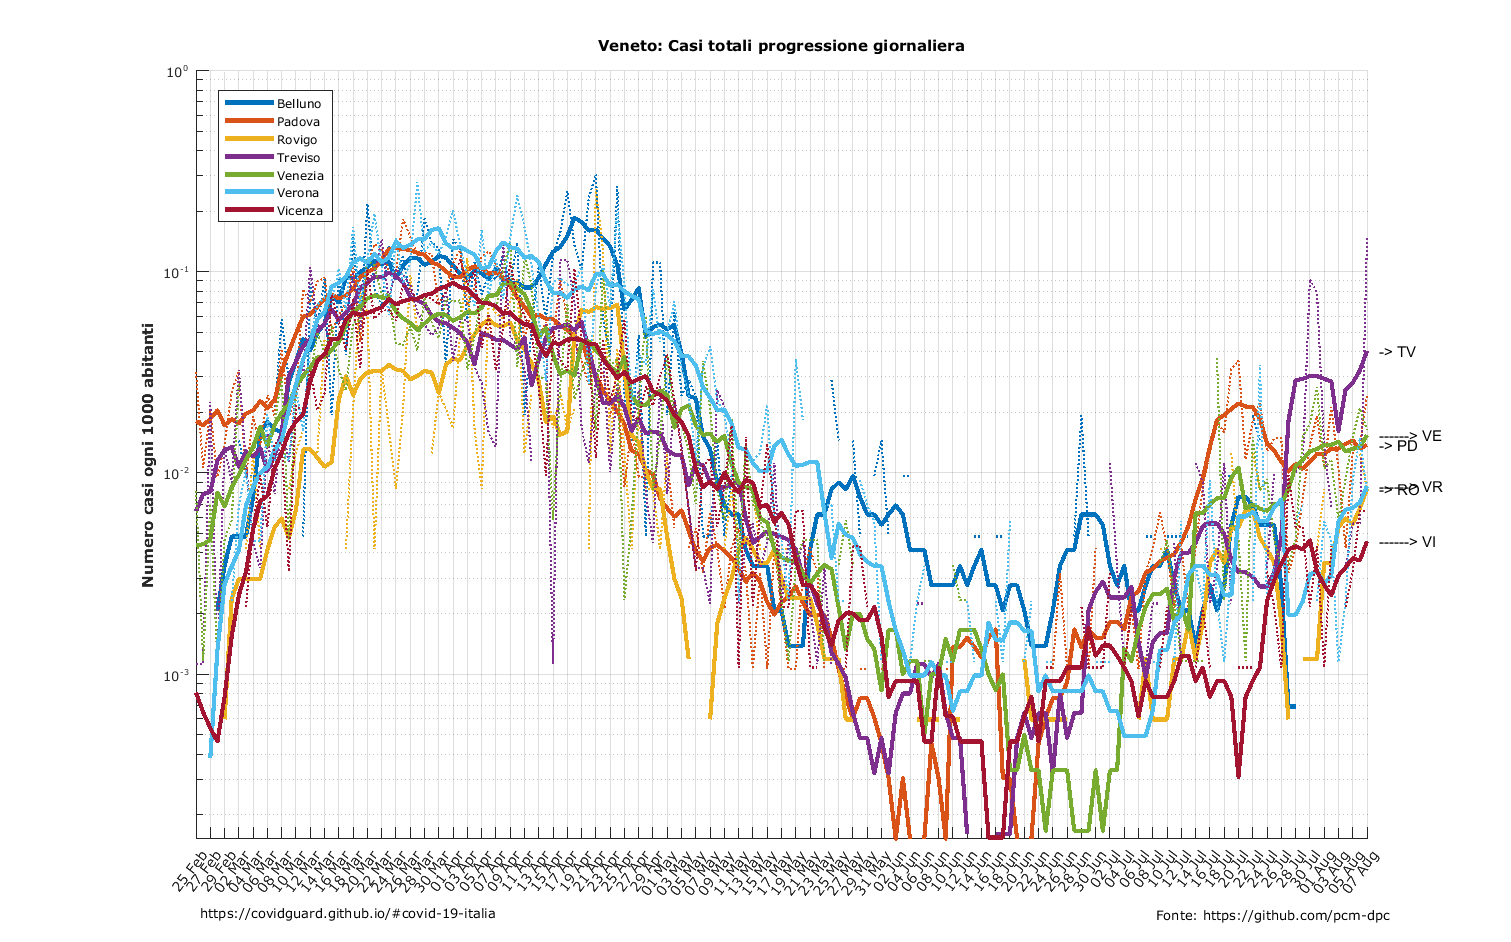 Veneto: Casi totali progressione giornaliera
10^0
10^-1
10^-2
10^-3
Numero casi ogni 1000 abitanti
Belluno
Padova
Rovigo
Treviso
Venezia
Verona
Vicenza
-> TV
------> VE
-> PD
------> VR
-> RO
------> VI
25 Feb
27 Feb
29 Feb
02 Mar
04 Mar
06 Mar
08 Mar
10 Mar
12 Mar
14 Mar
16 Mar
18 Mar
20 Mar
22 Mar
24 Mar
26 Mar
28 Mar
30 Mar
01 Apr
03 Apr
05 Apr
07 Apr
09 Apr
11 Apr
13 Apr
15 Apr
17 Apr
19 Apr
21 Apr
23 Apr
25 Apr
27 Apr
29 Apr
01 May
03 May
05 May
07 May
09 May
11 May
13 May
15 May
17 May
19 May
21 May
23 May
25 May
27 May
29 May
31 May
02 Jun
04 Jun
06 Jun
08 Jun
10 Jun
12 Jun
14 Jun
16 Jun
18 Jun
20 Jun
22 Jun
24 Jun
26 Jun
28 Jun
30 Jun
02 Jul
04 Jul
06 Jul
08 Jul
10 Jul
12 Jul
14 Jul
16 Jul
18 Jul
20 Jul
22 Jul
24 Jul
26 Jul
28 Jul
30 Jul
01 Aug
03 Aug
05 Aug
07 Aug
https://covidguard.github.io/#covid-19-italia
Fonte: https://github.com/pcm-dpc